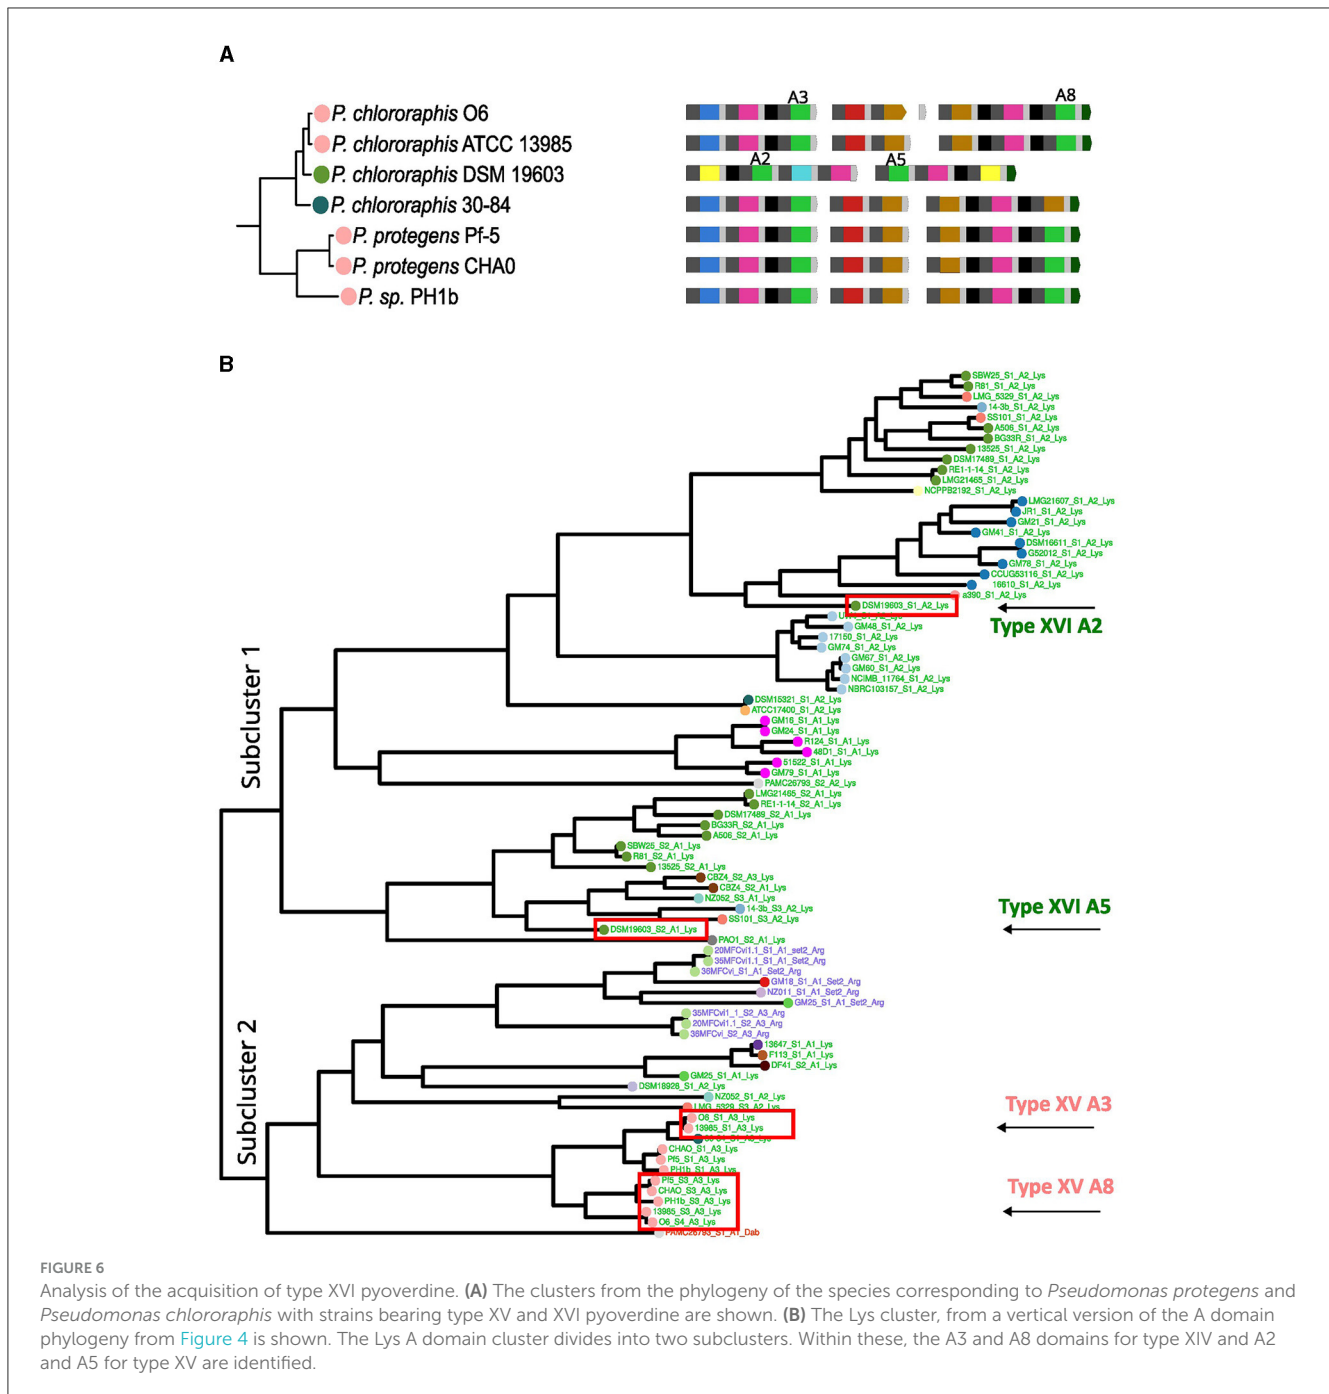 A
P. chlororaphis O6
P. chlororaphis ATCC 13985
P. chlororaphis DSM 19603
P. chlororaphis 30-84
P. protegens Pf-5
P. protegens CHA0
P. sp. PH1b
A3
A8
A2
A5
B
SBW25_S1_A2_Lys
R81_S1_A2_Lys
LMG_5329_S1_A2_Lys
14-3b_S1_A2_Lys
SS101_S1_A2_Lys
A506_S1_A2_Lys
BG33R_S1_A2_Lys
13525_S1_A2_Lys
DSM17489_S1_A2_Lys
RE1-1-14_S1_A2_Lys
LMG21465_S1_A2_Lys
NCPPB2192_S1_A2_Lys
LMG21607_S1_A2_Lys
JR1_S1_A2_Lys
GM21_S1_A2_Lys
GM41_S1_A2_Lys
DSM16611_S1_A2_Lys
G52012_S1_A2_Lys
GM78_S1_A2_Lys
CCUG53116_S1_A2_Lys
16610_S1_A2_Lys
a390_S1_A2_Lys
DSM19603_S1_A2_Lys
Type XVI A2
GM48_S1_A2_Lys
17150_S1_A2_Lys
GM74_S1_A2_Lys
GM67_S1_A2_Lys
GM60_S1_A2_Lys
NCIMB_11764_S1_A2_Lys
NBRC103157_S1_A2_Lys
DSM15321_S1_A2_Lys
ATCC17400_S1_A2_Lys
GM16_S1_A1_Lys
GM24_S1_A1_Lys
R124_S1_A1_Lys
48D1_S1_A1_Lys
51522_S1_A1_Lys
GM79_S1_A1_Lys
PAMC26793_S2_A2_Lys
Subcluster 1
LMG21465_S2_A1_Lys
RE1-1-14_S2_A1_Lys
DSM17489_S2_A1_Lys
BG33R_S2_A1_Lys
A506_S2_A1_Lys
SBW25_S2_A1_Lys
R81_S2_A1_Lys
13525_S2_A1_Lys
CBZ4_S2_A3_Lys
CBZ4_S2_A1_Lys
NZ052_S3_A1_Lys
14-3b_S3_A2_Lys
SS101_S3_A2_Lys
DSM19603_S2_A1_Lys
Type XVI A5
PAO1_S2_A1_Lys
20MFCvi1.1_S1_A1_set2_Arg
35MFCvi1.1_S1_A1_Set2_Arg
36MFCvi_S1_A1_Set2_Arg
GM18_S1_A1_Set2_Arg
NZ011_S1_A1_Set2_Arg
GM25_S1_A1_Set2_Arg
35MFCvi1_1_S2_A3_Arg
20MFCvi1.1_S2_A3_Arg
36MFCvi_S2_A3_Arg
13647_S1_A1_Lys
F113_S1_A1_Lys
DF41_S2_A1_Lys
GM25_S1_A1_Lys
DSM18928_S1_A2_Lys
NZ052_S1_A2_Lys
LMG_5329_S3_A2_Lys
Subcluster 2
O6_S1_A3_Lys
13985_S1_A3_Lys
Type XV A3
CHAO_S1_A3_Lys
Pf5_S1_A3_Lys
PH1b_S1_A3_Lys
Pf5_S3_A3_Lys
CHAO_S3_A3_Lys
PH1b_S3_A3_Lys
13985_S3_A3_Lys
O6_S4_A3_Lys
Type XV A8
PAMC26793_S1_A1_Dab
FIGURE 6
Analysis of the acquisition of type XVI pyoverdine. (A) The clusters from the phylogeny of the species corresponding to Pseudomonas protegens and
Pseudomonas chlororaphis with strains bearing type XV and XVI pyoverdine are shown. (B) The Lys cluster, from a vertical version of the A domain
phylogeny from Figure 4 is shown. The Lys A domain cluster divides into two subclusters. Within these, the A3 and A8 domains for type XIV and A2
and A5 for type XV are identified.